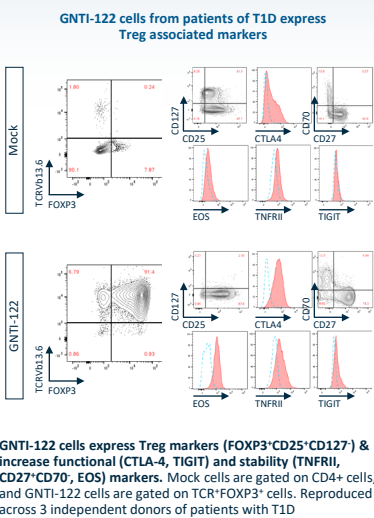 GNTI-122 cells from patients of T1D express
Treg associated markers
Mock
1.80
0.24
90.1
7.87
TCRVb13.6
FOXP3
CD127
CD25
CTLA4
CD70
CD27
EOS
TNFRII
TIGIT
GNTI-122
6.79
91.4
0.86
0.93
TCRVb13.6
FOXP3
CD127
CD25
CTLA4
CD70
CD27
EOS
TNFRII
TIGIT
GNTI-122 cells express Treg markers (FOXP3⁺CD25⁺CD127⁻) &
increase functional (CTLA-4, TIGIT) and stability (TNFRII,
CD27⁺CD70⁻, EOS) markers. Mock cells are gated on CD4+ cells,
and GNTI-122 cells are gated on TCR⁺FOXP3⁺ cells. Reproduced
across 3 independent donors of patients with T1D